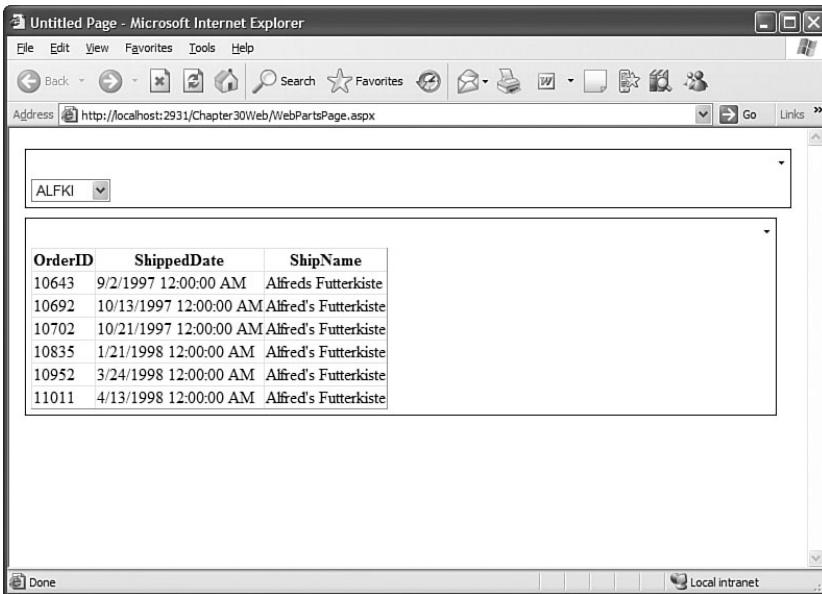 Untitled Page - Microsoft Internet Explorer
File Edit View Favorites Tools Help
Back Search Favorites W
Address http://localhost:2931/Chapter30Web/WebPartsPage.aspx Go Links »
ALFKI
OrderID ShippedDate ShipName
10643 9/2/1997 12:00:00 AM Alfreds Futterkiste
10692 10/13/1997 12:00:00 AM Alfred's Futterkiste
10702 10/21/1997 12:00:00 AM Alfred's Futterkiste
10835 1/21/1998 12:00:00 AM Alfred's Futterkiste
10952 3/24/1998 12:00:00 AM Alfred's Futterkiste
11011 4/13/1998 12:00:00 AM Alfred's Futterkiste
Done Local intranet